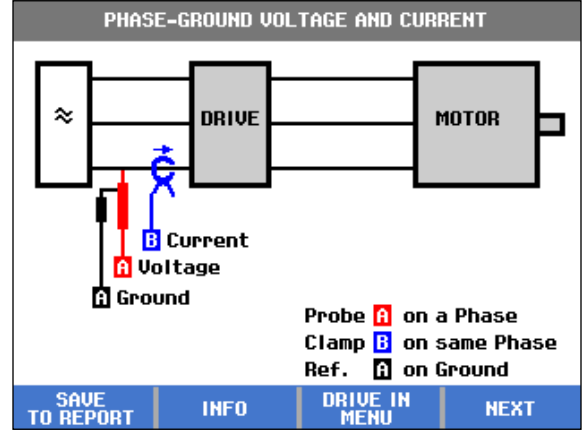 PHASE-GROUND VOLTAGE AND CURRENT
≈
DRIVE
MOTOR
B Current
A Voltage
A Ground
Probe A on a Phase
Clamp B on same Phase
Ref. A on Ground
SAVE
TO REPORT
INFO
DRIVE IN
MENU
NEXT